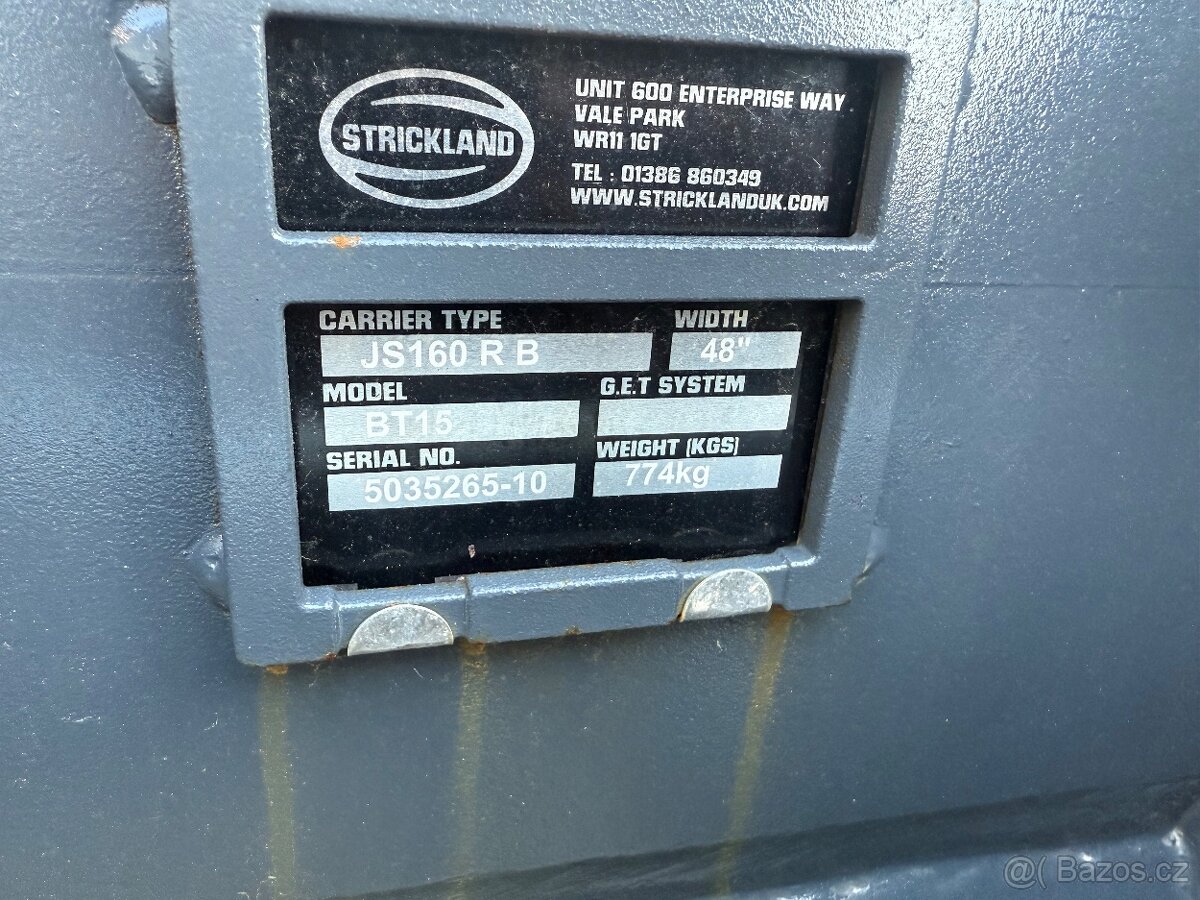 STRICKLAND
UNIT 600 ENTERPRISE WAY
VALE PARK
WR11 1GT
TEL : 01386 860349
WWW.STRICKLANDUK.COM
CARRIER TYPE WIDTH
JS160 R B 48"
MODEL G.E.T SYSTEM
BT15
SERIAL NO. WEIGHT (KGS)
5035265-10 774kg
@( Bazos.cz